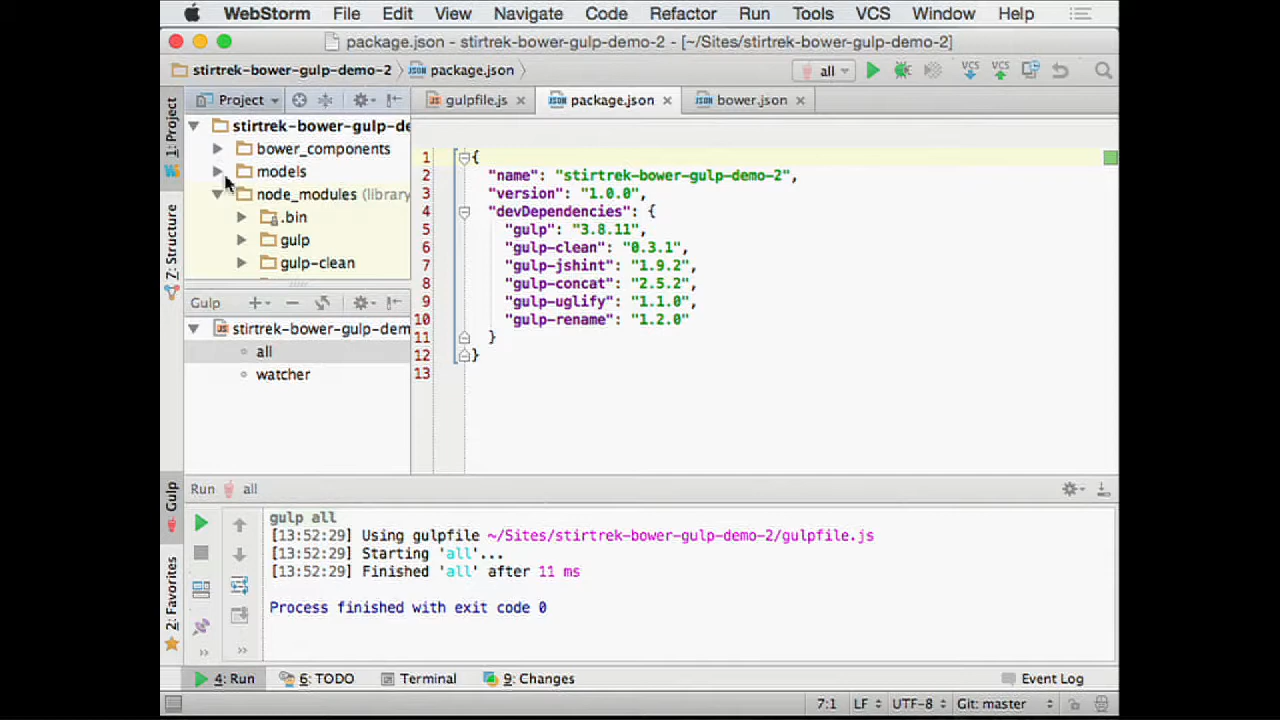 WebStorm File Edit View Navigate Code Refactor Run Tools VCS Window Help
package.json - stirtrek-bower-gulp-demo-2 - [~/Sites/stirtrek-bower-gulp-demo-2]
stirtrek-bower-gulp-demo-2 package.json all VCS VCS
1: Project
Project gulpfile.js package.json bower.json
stirtrek-bower-gulp-de
bower_components
models
node_modules (library
.bin
gulp
gulp-clean
7: Structure
1 {
2 "name": "stirtrek-bower-gulp-demo-2",
3 "version": "1.0.0",
4 "devDependencies": {
5 "gulp": "3.8.11",
6 "gulp-clean": "0.3.1",
7 "gulp-jshint": "1.9.2",
8 "gulp-concat": "2.5.2",
9 "gulp-uglify": "1.1.0",
10 "gulp-rename": "1.2.0"
11 }
12 }
13
Gulp
stirtrek-bower-gulp-dem
all
watcher
Gulp
2: Favorites
Run all
gulp all
[13:52:29] Using gulpfile ~/Sites/stirtrek-bower-gulp-demo-2/gulpfile.js
[13:52:29] Starting 'all'...
[13:52:29] Finished 'all' after 11 ms
Process finished with exit code 0
4: Run 6: TODO Terminal 9: Changes Event Log
7:1 LF UTF-8 Git: master